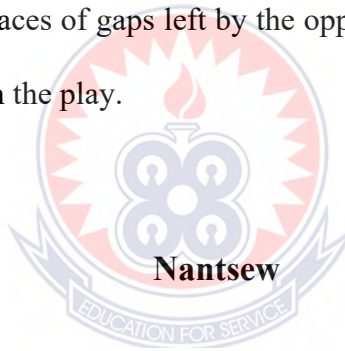 aces of gaps left by the opp
n the play.
Nantsew
EDUCATION FOR SERVICE